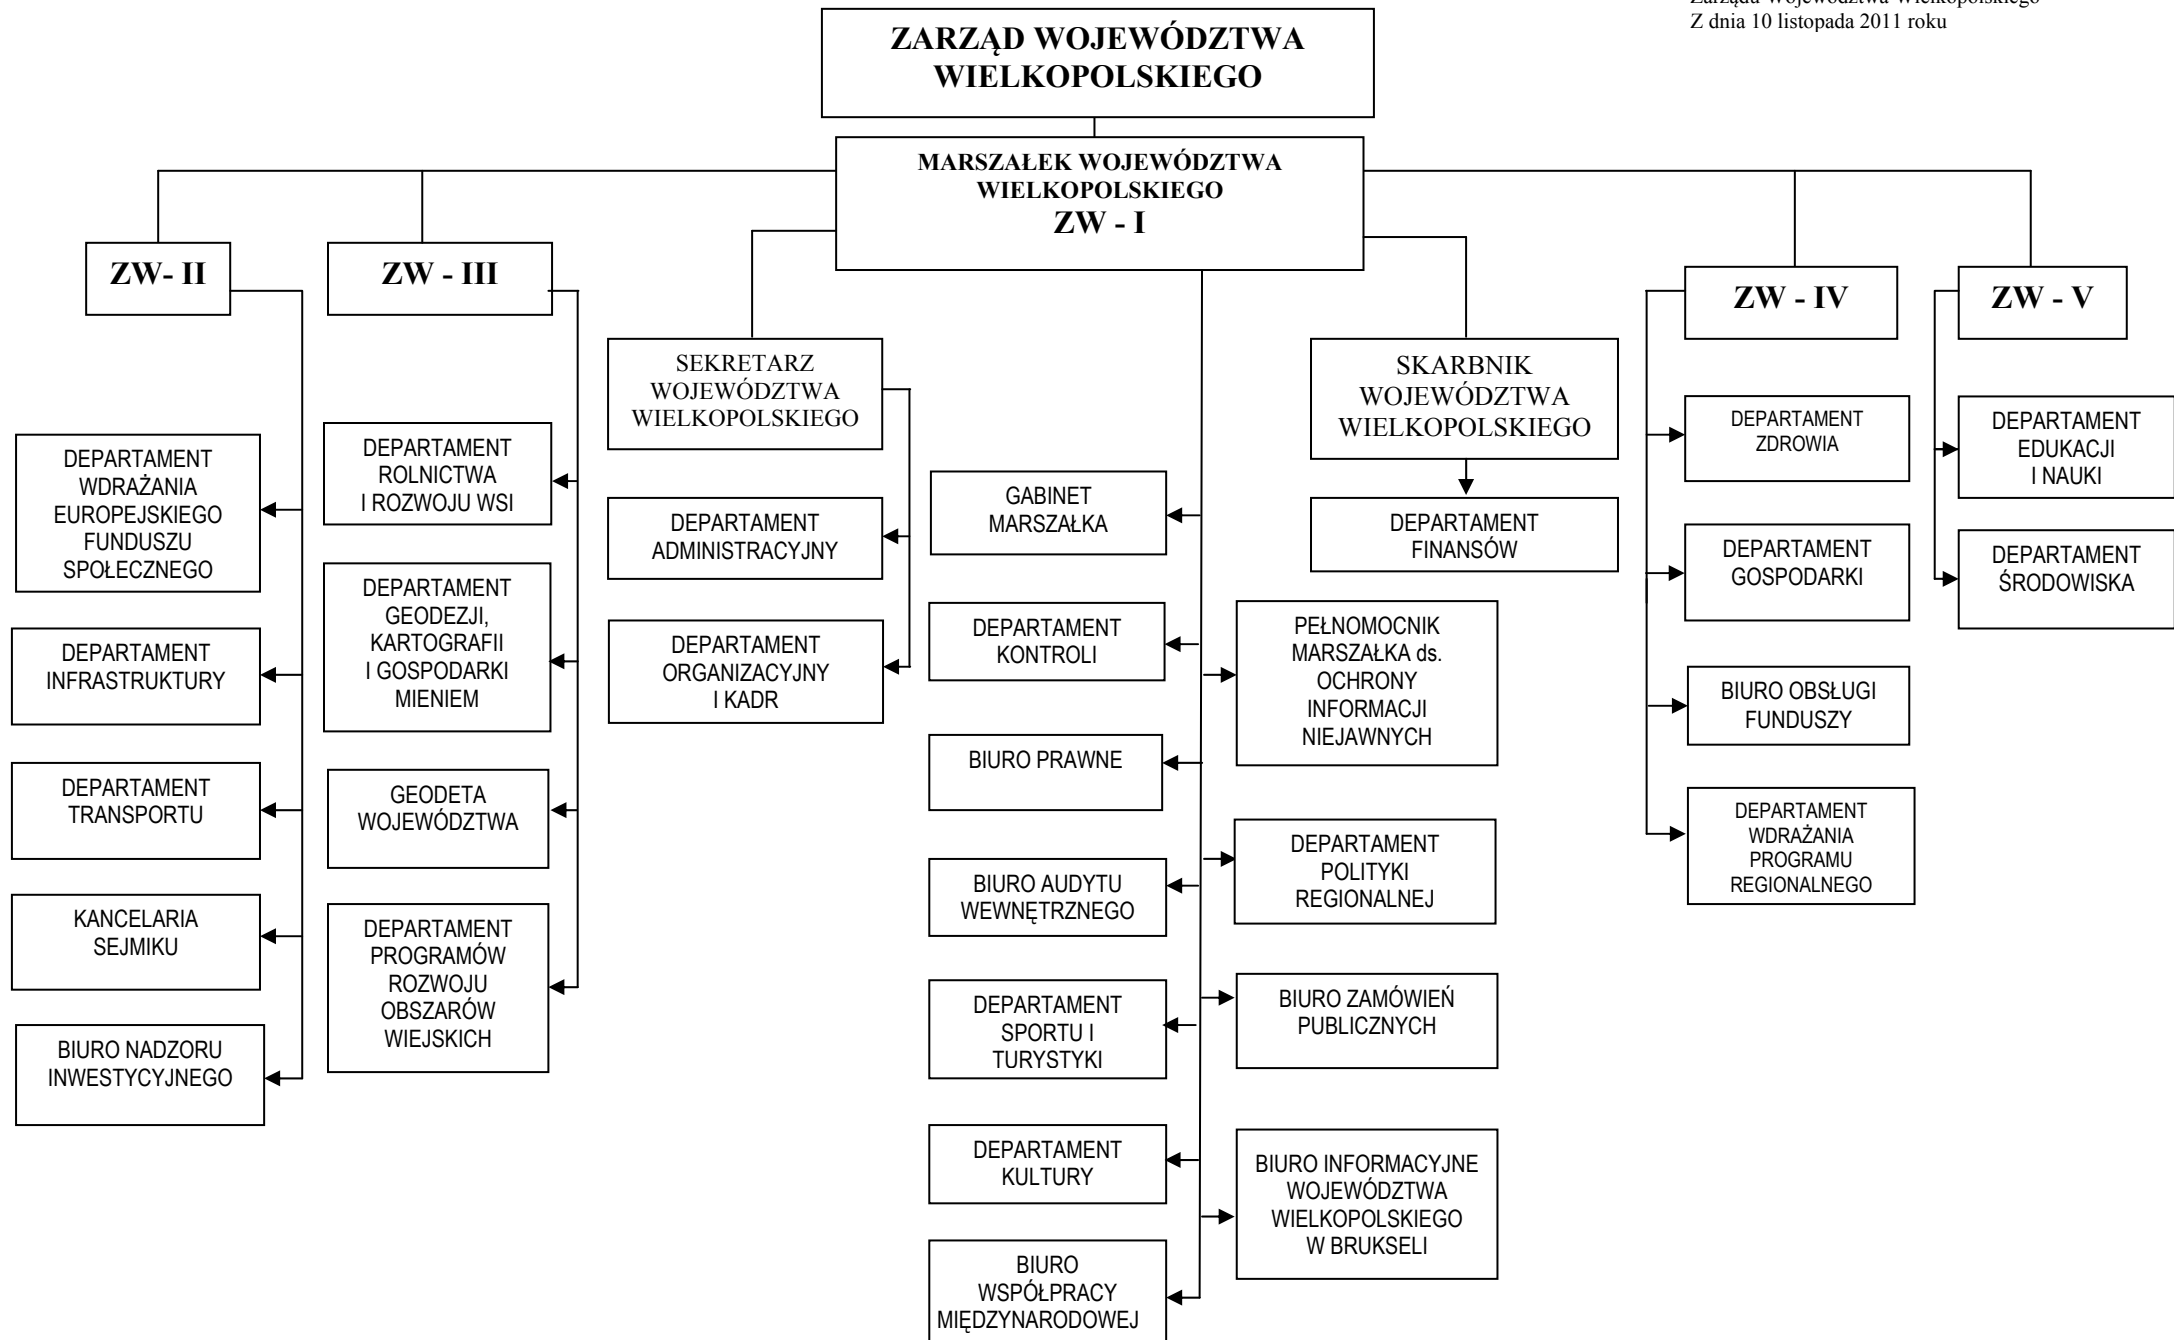 Zarządu Województwa Wielkopolskiego
Z dnia 10 listopada 2011 roku
ZARZĄD WOJEWÓDZTWA
WIELKOPOLSKIEGO
MARSZAŁEK WOJEWÓDZTWA
WIELKOPOLSKIEGO
ZW - I
ZW- II
ZW - III
ZW - IV
ZW - V
SEKRETARZ
WOJEWÓDZTWA
WIELKOPOLSKIEGO
SKARBNIK
WOJEWÓDZTWA
WIELKOPOLSKIEGO
DEPARTAMENT
WDRAŻANIA
EUROPEJSKIEGO
FUNDUSZU
SPOŁECZNEGO
DEPARTAMENT
INFRASTRUKTURY
DEPARTAMENT
TRANSPORTU
KANCELARIA
SEJMIKU
BIURO NADZORU
INWESTYCYJNEGO
DEPARTAMENT
ROLNICTWA
I ROZWOJU WSI
DEPARTAMENT
GEODEZJI,
KARTOGRAFII
I GOSPODARKI
MIENIEM
GEODETA
WOJEWÓDZTWA
DEPARTAMENT
PROGRAMÓW
ROZWOJU
OBSZARÓW
WIEJSKICH
DEPARTAMENT
ADMINISTRACYJNY
DEPARTAMENT
ORGANIZACYJNY
I KADR
GABINET
MARSZAŁKA
DEPARTAMENT
KONTROLI
BIURO PRAWNE
BIURO AUDYTU
WEWNĘTRZNEGO
DEPARTAMENT
SPORTU I
TURYSTYKI
DEPARTAMENT
KULTURY
BIURO
WSPÓŁPRACY
MIĘDZYNARODOWEJ
DEPARTAMENT
FINANSÓW
PEŁNOMOCNIK
MARSZAŁKA ds.
OCHRONY
INFORMACJI
NIEJAWNYCH
DEPARTAMENT
POLITYKI
REGIONALNEJ
BIURO ZAMÓWIEŃ
PUBLICZNYCH
BIURO INFORMACYJNE
WOJEWÓDZTWA
WIELKOPOLSKIEGO
W BRUKSELI
DEPARTAMENT
ZDROWIA
DEPARTAMENT
GOSPODARKI
BIURO OBSŁUGI
FUNDUSZY
DEPARTAMENT
WDRAŻANIA
PROGRAMU
REGIONALNEGO
DEPARTAMENT
EDUKACJI
I NAUKI
DEPARTAMENT
ŚRODOWISKA